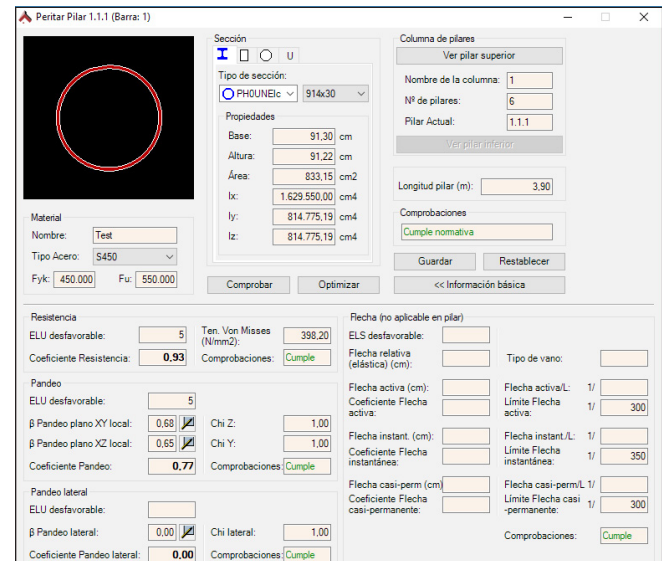 Peritar Pilar 1.1.1 (Barra: 1)
Sección
U
Tipo de sección:
PH0UNEIc 914x30
Propiedades
Base: 91,30 cm
Altura: 91,22 cm
Área: 833,15 cm2
Ix: 1.629.550,00 cm4
Iy: 814.775,19 cm4
Iz: 814.775,19 cm4
Comprobar Optimizar
Columna de pilares
Ver pilar superior
Nombre de la columna: 1
Nº de pilares: 6
Pilar Actual: 1.1.1
Ver pilar inferior
Longitud pilar (m): 3,90
Comprobaciones
Cumple normativa
Guardar Restablecer
<< Información básica
Material
Nombre: Test
Tipo Acero: S450
Fyk: 450.000 Fu: 550.000
Resistencia
ELU desfavorable: 5 Ten. Von Misses (N/mm2): 398,20
Coeficiente Resistencia: 0,93 Comprobaciones: Cumple
Pandeo
ELU desfavorable: 5
β Pandeo plano XY local: 0,68 Chi Z: 1,00
β Pandeo plano XZ local: 0,65 Chi Y: 1,00
Coeficiente Pandeo: 0,77 Comprobaciones: Cumple
Pandeo lateral
ELU desfavorable:
β Pandeo lateral: 0,00 Chi lateral: 1,00
Coeficiente Pandeo lateral: 0,00 Comprobaciones: Cumple
Flecha (no aplicable en pilar)
ELS desfavorable:
Flecha relativa (elástica) (cm): Tipo de vano:
Flecha activa (cm): Flecha activa/L: 1/
Coeficiente Flecha activa: Límite Flecha activa: 1/ 300
Flecha instant. (cm): Flecha instant./L: 1/
Coeficiente Flecha instantánea: Límite Flecha instantánea: 1/ 350
Flecha casi-perm (cm) Flecha casi-perm/L 1/
Coeficiente Flecha casi-permanente: Límite Flecha casi -permanente: 1/ 300
Comprobaciones: Cumple